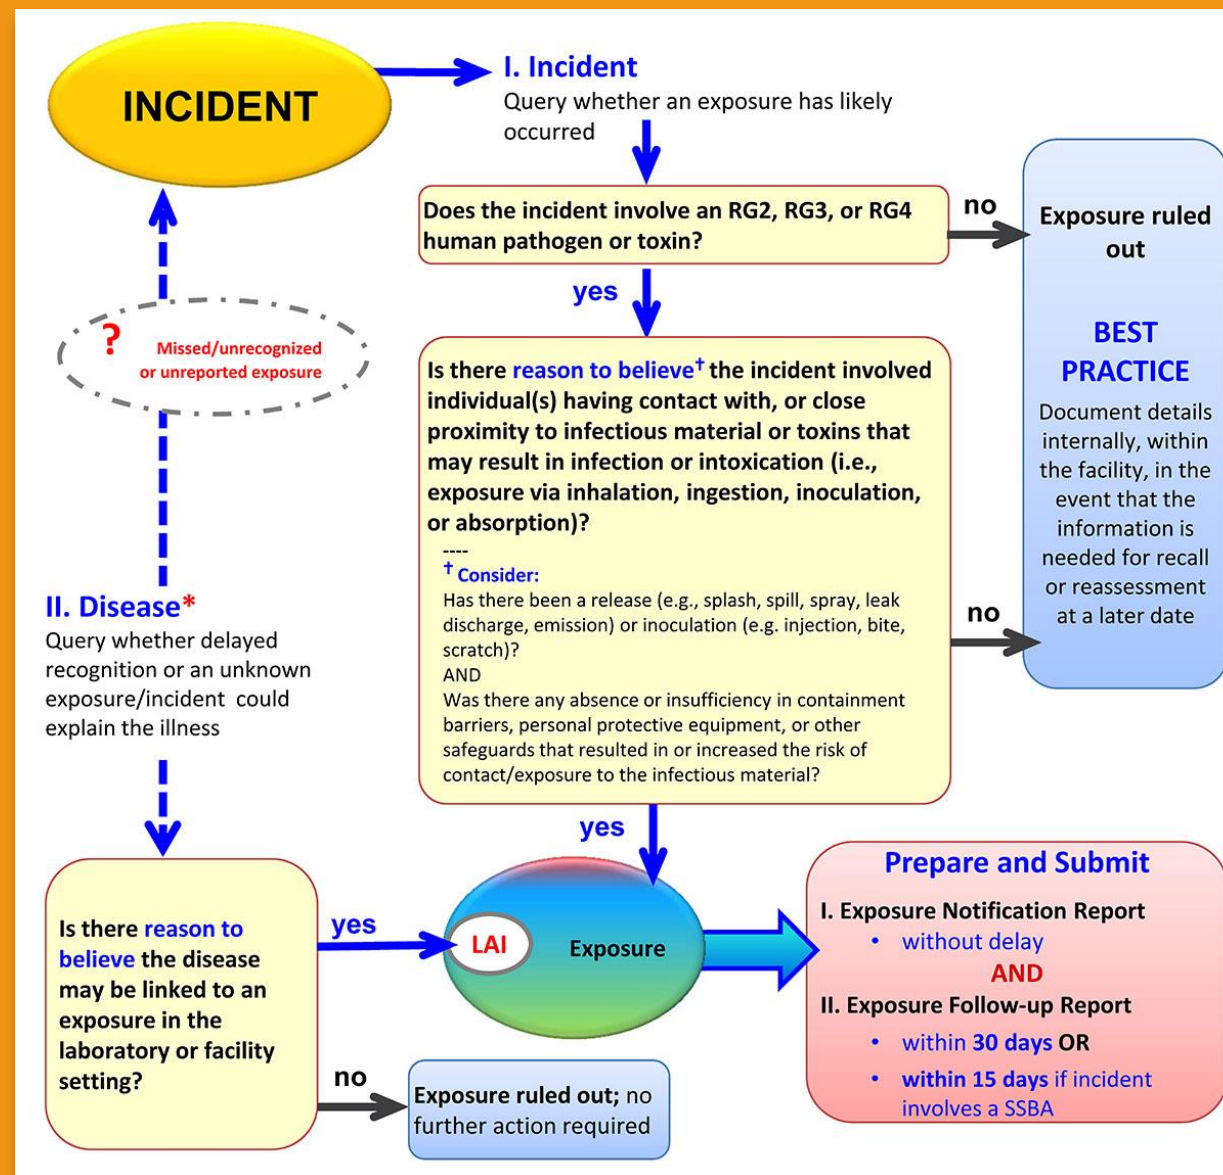 INCIDENT
I. Incident
Query whether an exposure has likely
occurred
Does the incident involve an RG2, RG3, or RG4
human pathogen or toxin?
no
Exposure ruled
out
BEST
PRACTICE
Document details
internally, within
the facility, in the
event that the
information is
needed for recall
or reassessment
at a later date
yes
? Missed/unrecognized
or unreported exposure
Is there reason to believe† the incident involved
individual(s) having contact with, or close
proximity to infectious material or toxins that
may result in infection or intoxication (i.e.,
exposure via inhalation, ingestion, inoculation,
or absorption)?
----
† Consider:
Has there been a release (e.g., splash, spill, spray, leak
discharge, emission) or inoculation (e.g. injection, bite,
scratch)?
AND
Was there any absence or insufficiency in containment
barriers, personal protective equipment, or other
safeguards that resulted in or increased the risk of
contact/exposure to the infectious material?
no
II. Disease*
Query whether delayed
recognition or an unknown
exposure/incident could
explain the illness
yes
Is there reason to
believe the disease
may be linked to an
exposure in the
laboratory or facility
setting?
yes
LAI
Exposure
no
Exposure ruled out; no
further action required
Prepare and Submit
I. Exposure Notification Report
• without delay
AND
II. Exposure Follow-up Report
• within 30 days OR
• within 15 days if incident
involves a SSBA